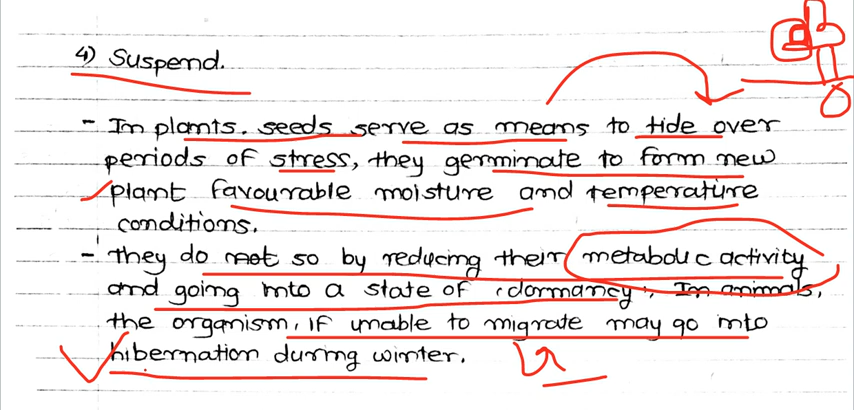 4) Suspend.
- In plants. seeds serve as means to tide over
periods of stress, they germinate to form new
plant favourable moisture and temperature
conditions.
- they do not so by reducing their metabolic activity
and going into a state of dormancy. In animals,
the organism, if unable to migrate may go into
hibernation during winter.